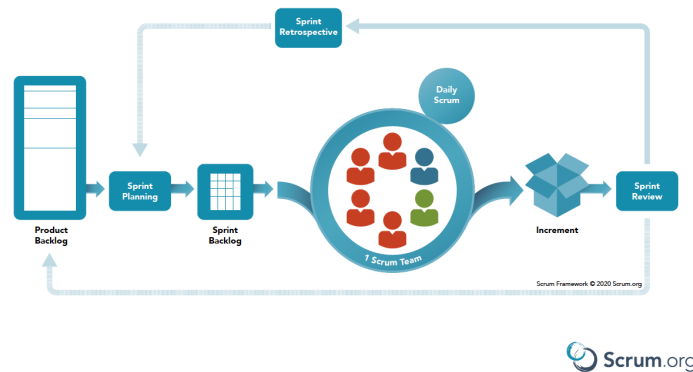 Sprint
Retrospective
Daily
Scrum
Sprint
Planning
Sprint
Review
Product
Backlog
Sprint
Backlog
1 Scrum Team
Increment
Scrum Framework © 2020 Scrum.org
Scrum.org